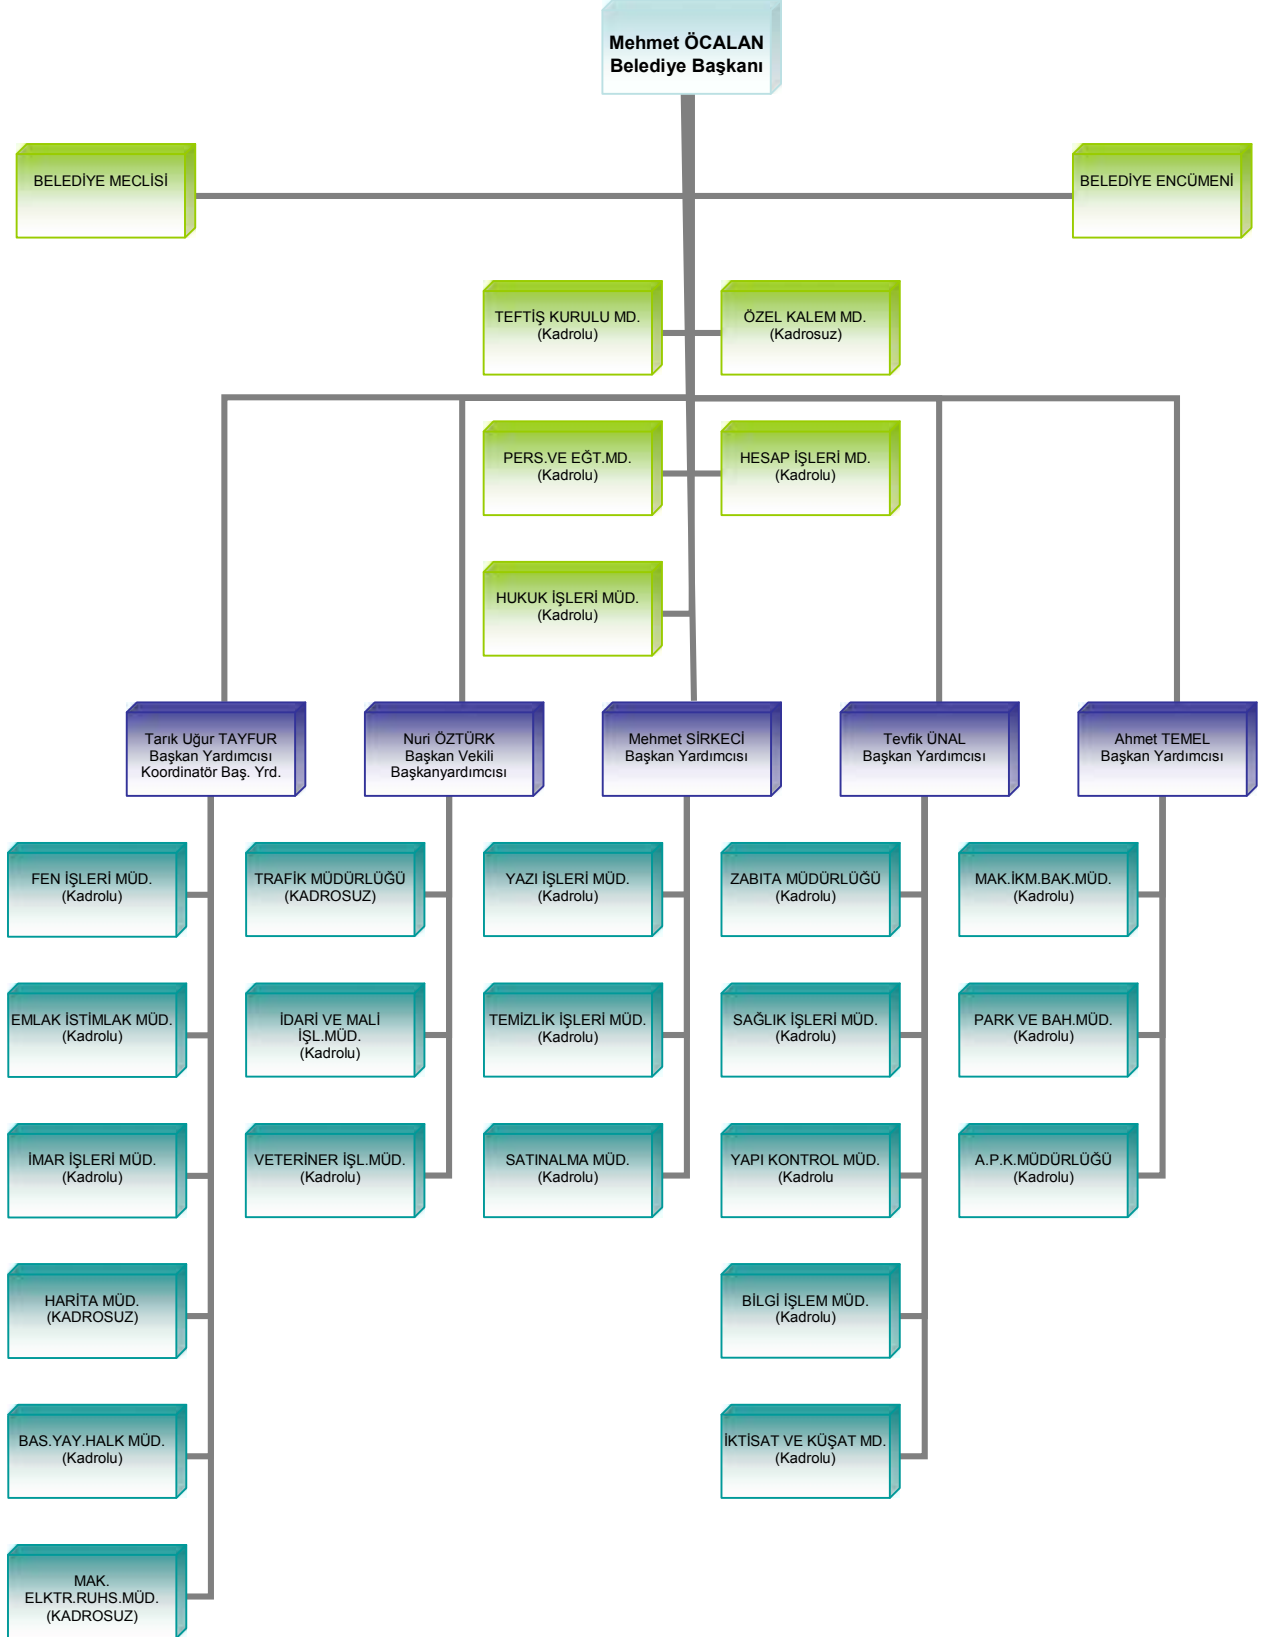 Mehmet ÖCALAN
Belediye Başkanı
BELEDİYE MECLİSİ
BELEDİYE ENCÜMENİ
TEFTİŞ KURULU MD.
(Kadrolu)
ÖZEL KALEM MD.
(Kadrosuz)
PERS.VE EĞT.MD.
(Kadrolu)
HESAP İŞLERİ MD.
(Kadrolu)
HUKUK İŞLERİ MÜD.
(Kadrolu)
Tarık Uğur TAYFUR
Başkan Yardımcısı
Koordinatör Baş. Yrd.
Nuri ÖZTÜRK
Başkan Vekili
Başkanyardımcısı
Mehmet SİRKECİ
Başkan Yardımcısı
Tevfik ÜNAL
Başkan Yardımcısı
Ahmet TEMEL
Başkan Yardımcısı
FEN İŞLERİ MÜD.
(Kadrolu)
TRAFİK MÜDÜRLÜĞÜ
(KADROSUZ)
YAZI İŞLERİ MÜD.
(Kadrolu)
ZABITA MÜDÜRLÜĞÜ
(Kadrolu)
MAK.İKM.BAK.MÜD.
(Kadrolu)
EMLAK İSTİMLAK MÜD.
(Kadrolu)
İDARİ VE MALİ
İŞL.MÜD.
(Kadrolu)
TEMİZLİK İŞLERİ MÜD.
(Kadrolu)
SAĞLIK İŞLERİ MÜD.
(Kadrolu)
PARK VE BAH.MÜD.
(Kadrolu)
İMAR İŞLERİ MÜD.
(Kadrolu)
VETERİNER İŞL.MÜD.
(Kadrolu)
SATINALMA MÜD.
(Kadrolu)
YAPI KONTROL MÜD.
(Kadrolu
A.P.K.MÜDÜRLÜĞÜ
(Kadrolu)
HARİTA MÜD.
(KADROSUZ)
BİLGİ İŞLEM MÜD.
(Kadrolu)
BAS.YAY.HALK MÜD.
(Kadrolu)
İKTİSAT VE KÜŞAT MD.
(Kadrolu)
MAK.
ELKTR.RUHS.MÜD.
(KADROSUZ)